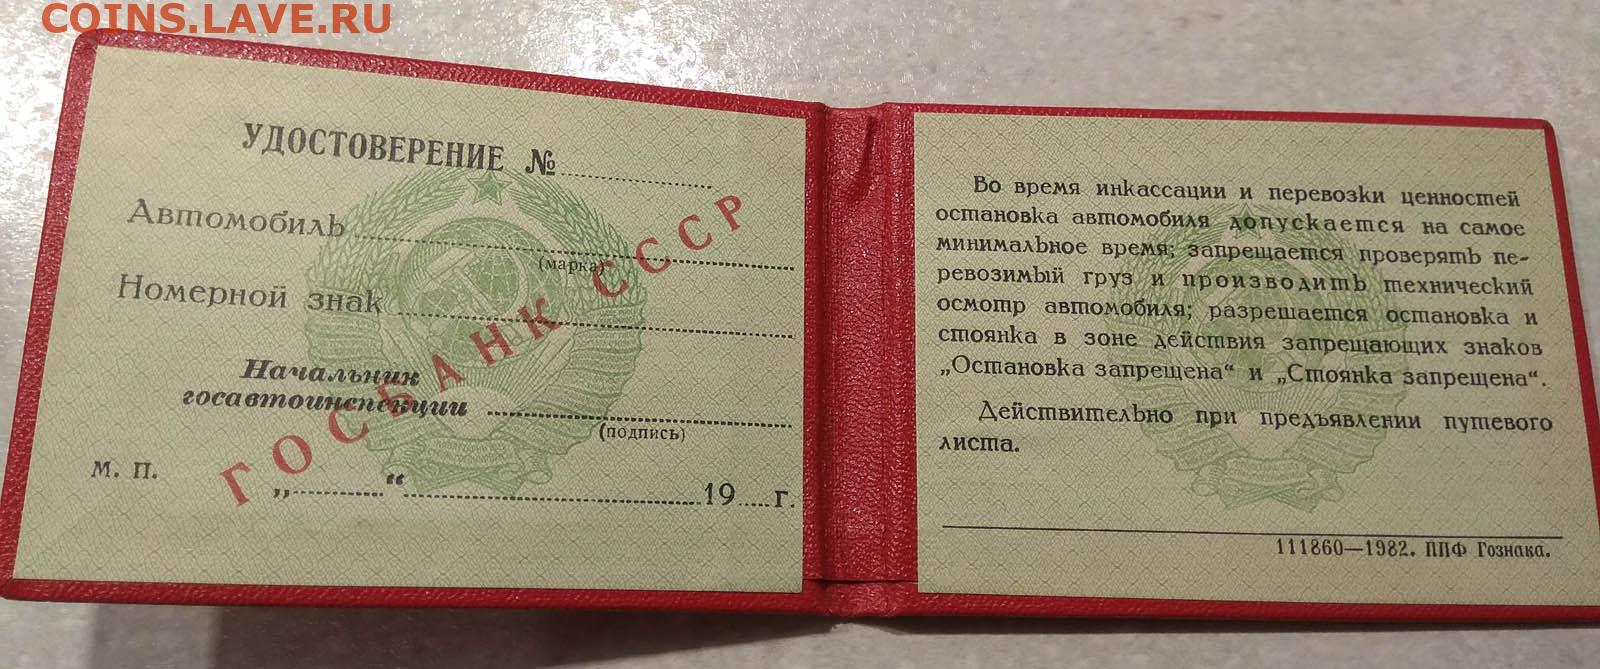 COINS.LAVE.RU
УДОСТОВЕРЕНИЕ №
Автомобиль
(марка)
Номерной знак
ГОСБАНК СССР
Начальник
госавтоинспекции
(подпись)
М. П.
„ “ 19 г.
Во время инкассации и перевозки ценностей
остановка автомобиля допускается на самое
минимальное время; запрещается проверять пе-
ревозимый груз и производить технический
осмотр автомобиля; разрешается остановка и
стоянка в зоне действия запрещающих знаков
„Остановка запрещена“ и „Стоянка запрещена“.
Действительно при предъявлении путевого
листа.
111860—1982. ППФ Гознака.